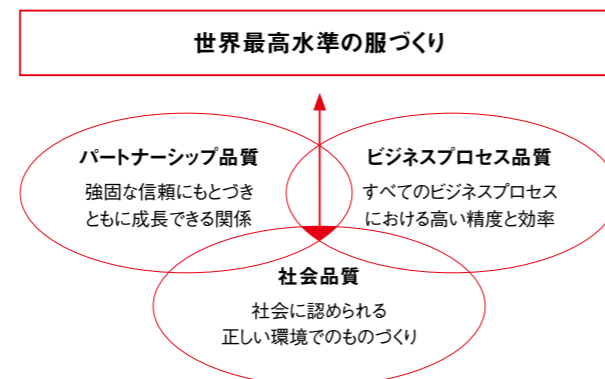 世界最高水準の服づくり
パートナーシップ品質
強固な信頼にもとづき
ともに成長できる関係
ビジネスプロセス品質
すべてのビジネスプロセス
における高い精度と効率
社会品質
社会に認められる
正しい環境でのものづくり